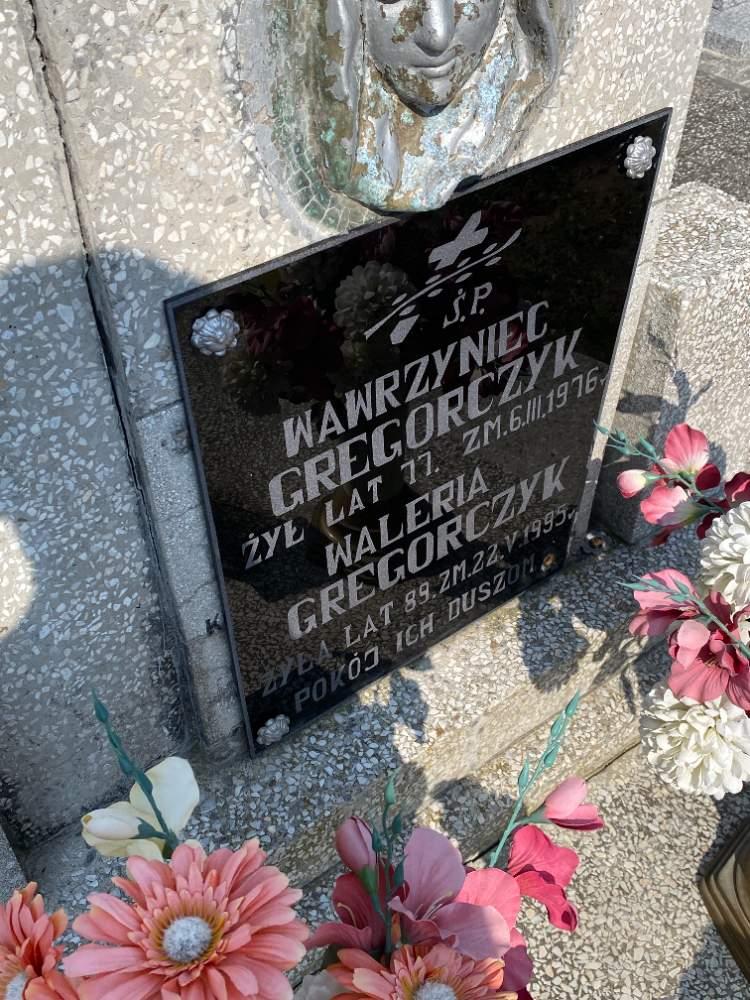 Ś.P.
WAWRZYNIEC
GREGORCZYK
ŻYŁ LAT 77. ZM.6.III.1976.
WALERIA
GREGORCZYK
ŻYŁA LAT 89.ZM.22.V.1995.
POKÓJ ICH DUSZOM